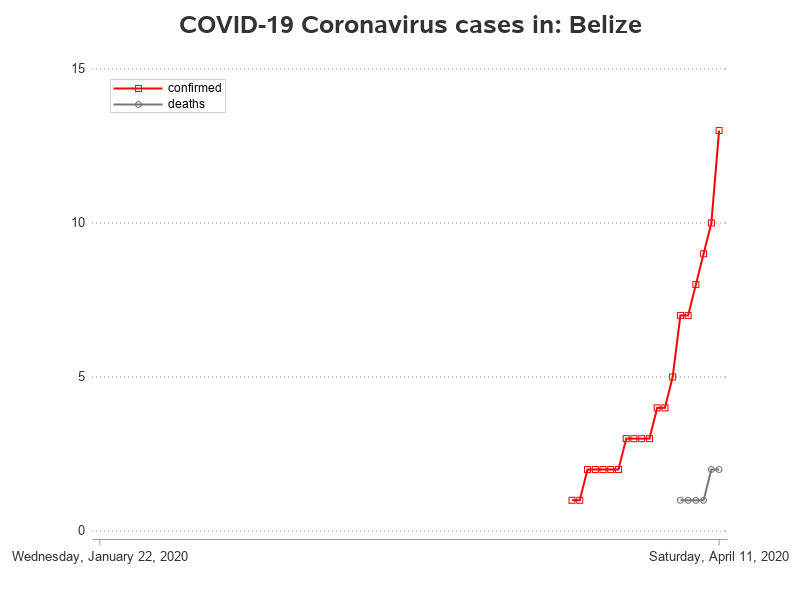 COVID-19 Coronavirus cases in: Belize
15
confirmed
deaths
10
5
0
Wednesday, January 22, 2020
Saturday, April 11, 2020